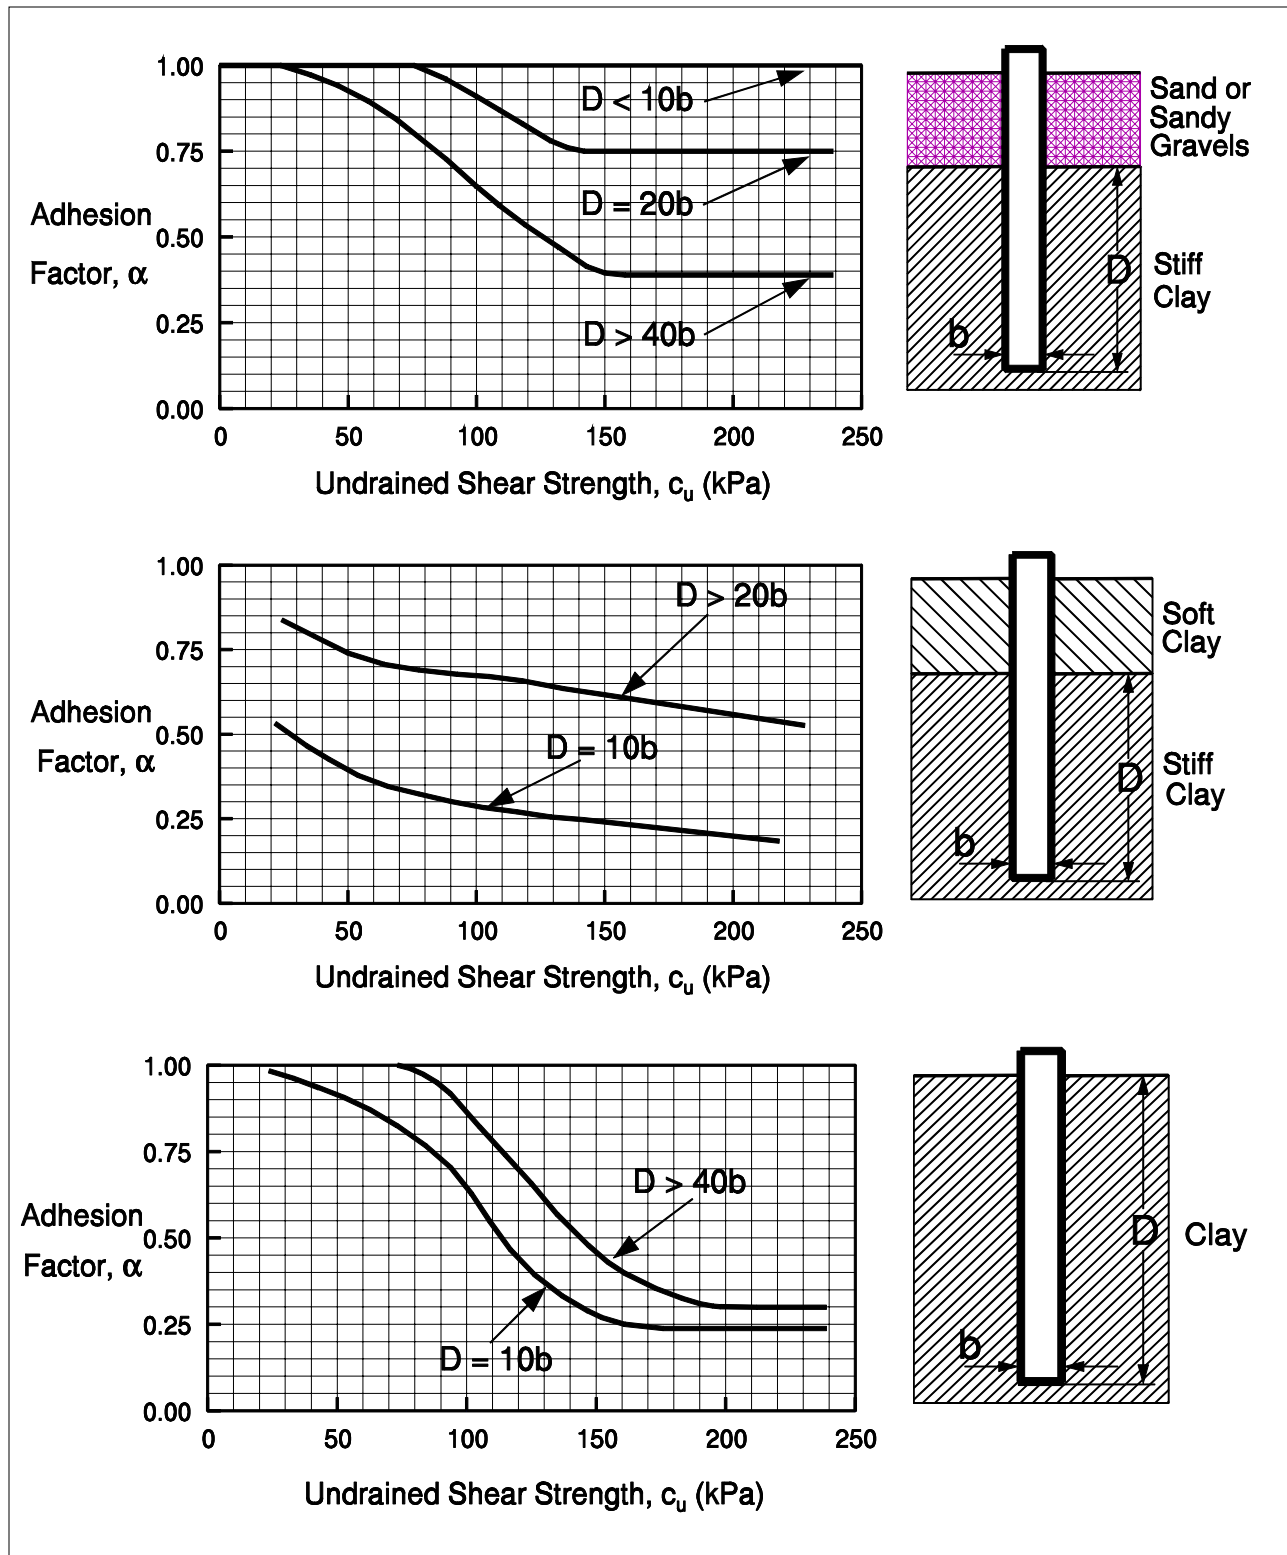 1.00
0.75
0.50
0.25
0.00
Adhesion
Factor, α
D < 10b
D = 20b
D > 40b
0 50 100 150 200 250
Undrained Shear Strength, cu (kPa)
Sand or
Sandy
Gravels
D
Stiff
Clay
b
1.00
0.75
0.50
0.25
0.00
Adhesion
Factor, α
D > 20b
D = 10b
0 50 100 150 200 250
Undrained Shear Strength, cu (kPa)
Soft
Clay
D
Stiff
Clay
b
1.00
0.75
0.50
0.25
0.00
Adhesion
Factor, α
D > 40b
D = 10b
0 50 100 150 200 250
Undrained Shear Strength, cu (kPa)
D
Clay
b